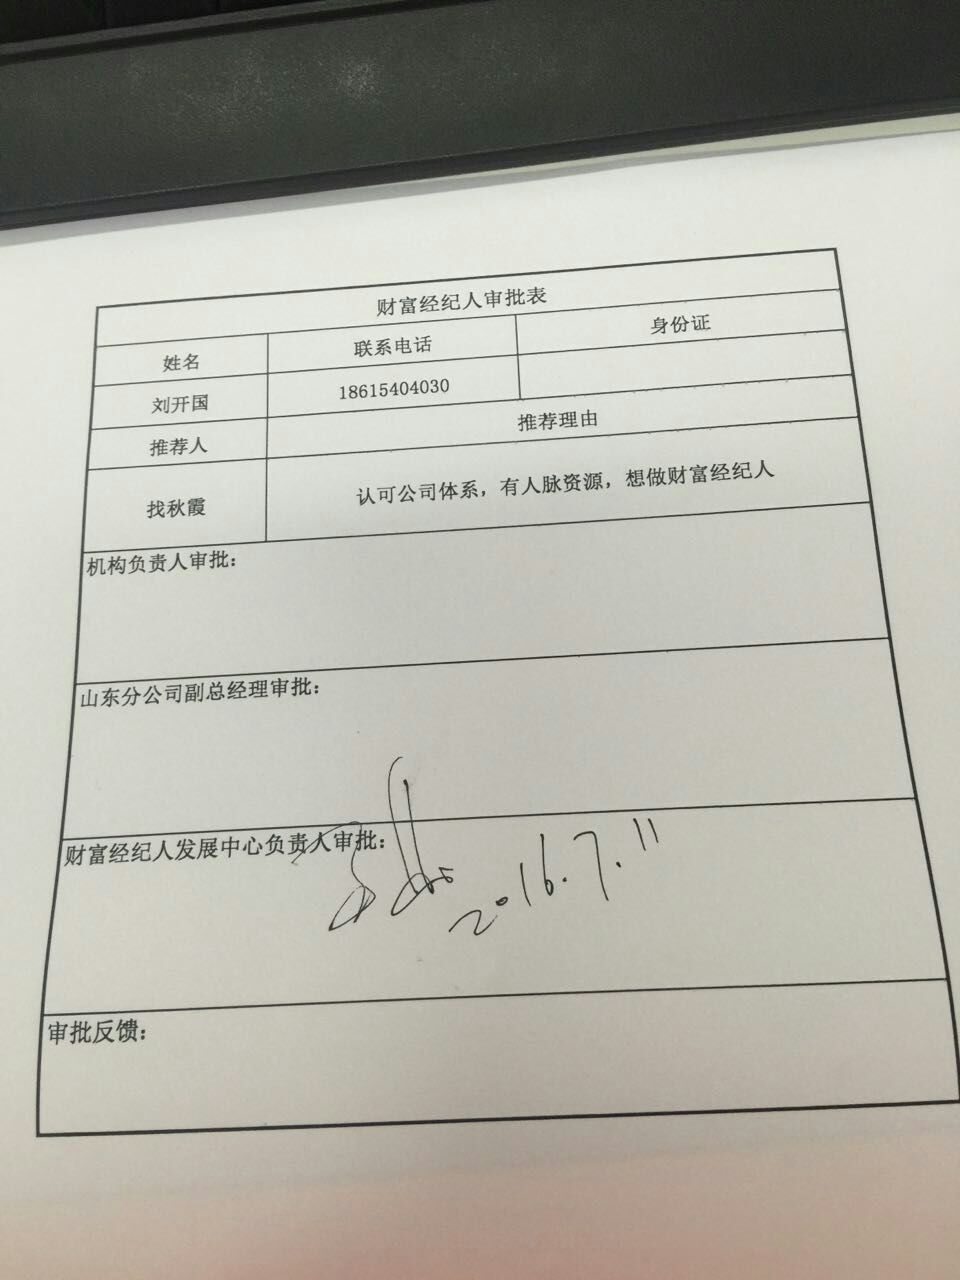 财富经纪人审批表
姓名 联系电话 身份证
刘开国 18615404030
推荐人 推荐理由
找秋霞 认可公司体系，有人脉资源，想做财富经纪人
机构负责人审批：
山东分公司副总经理审批：
财富经纪人发展中心负责人审批：
2016.7.11
审批反馈：